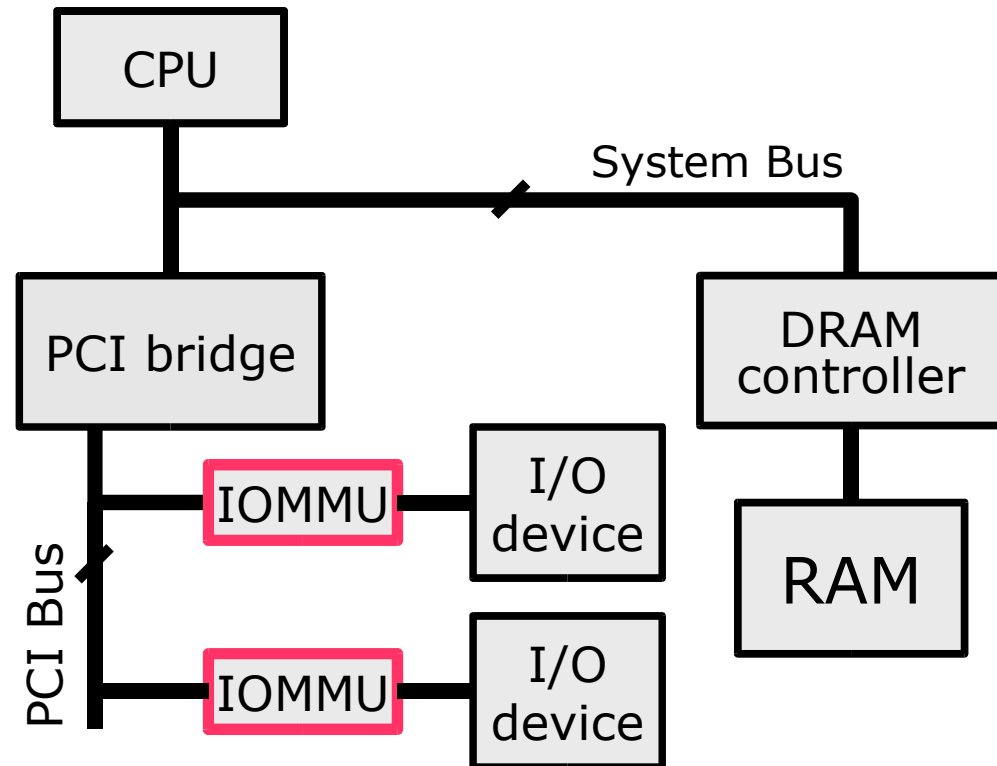 CPU
System Bus
PCI bridge
DRAM
controller
IOMMU
I/O
device
RAM
PCI Bus
IOMMU
I/O
device